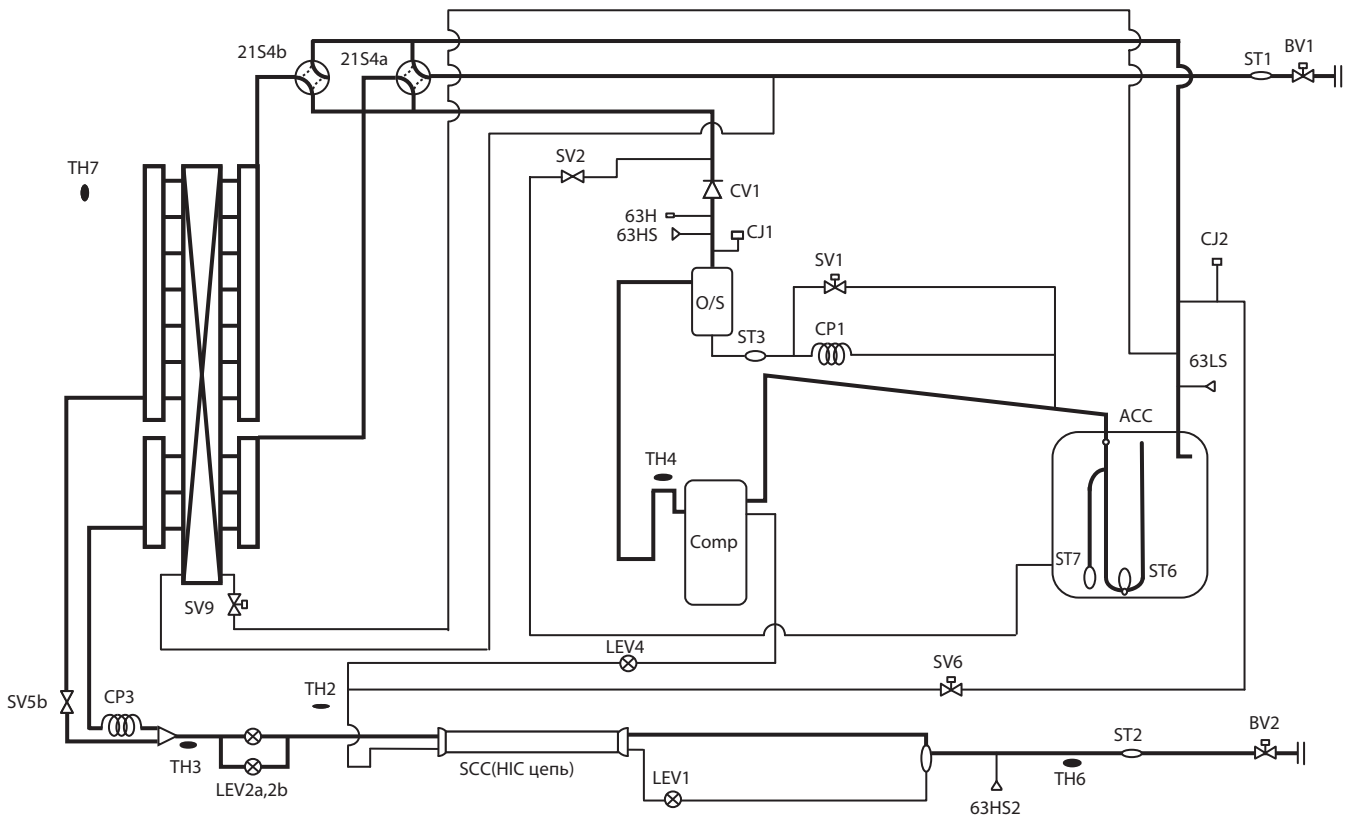 21S4b
21S4a
ST1
BV1
TH7
SV2
CV1
63H
63HS
CJ1
CJ2
SV1
O/S
ST3
CP1
63LS
ACC
TH4
Comp
ST7
ST6
SV9
LEV4
SV6
TH2
SV5b
CP3
TH3
LEV2a,2b
SCC(HIC цепь)
LEV1
ST2
BV2
TH6
63HS2